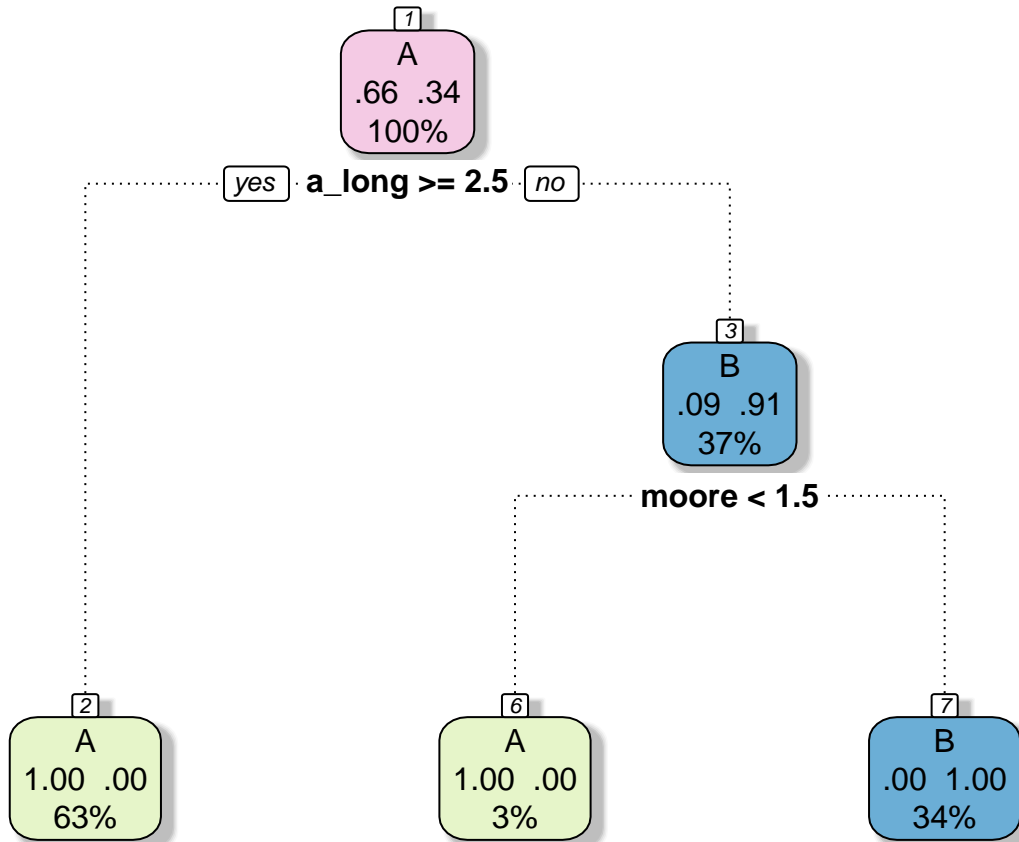 1
A
.66 .34
100%
yes a_long >= 2.5 no
3
B
.09 .91
37%
moore < 1.5
2
A
1.00 .00
63%
6
A
1.00 .00
3%
7
B
.00 1.00
34%